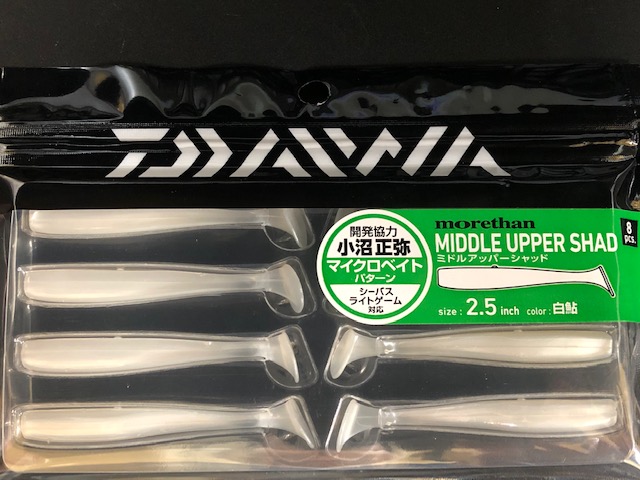 DAIWA
開発協力
小沼 正弥
マイクロベイト
パターン
シーバス
ライトゲーム
対応
morethan
MIDDLE UPPER SHAD
ミドルアッパーシャッド
size : 2.5 inch color : 白鮎
8
pcs.